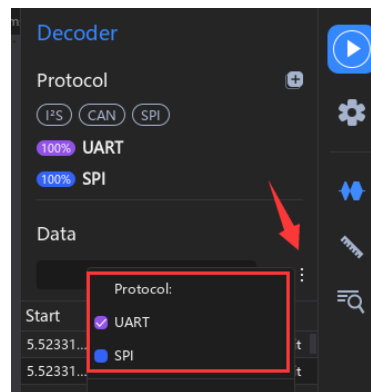 Decoder
Protocol
I²S CAN SPI
100% UART
100% SPI
Data
Protocol:
Start
UART
5.52331...
SPI
5.52331...